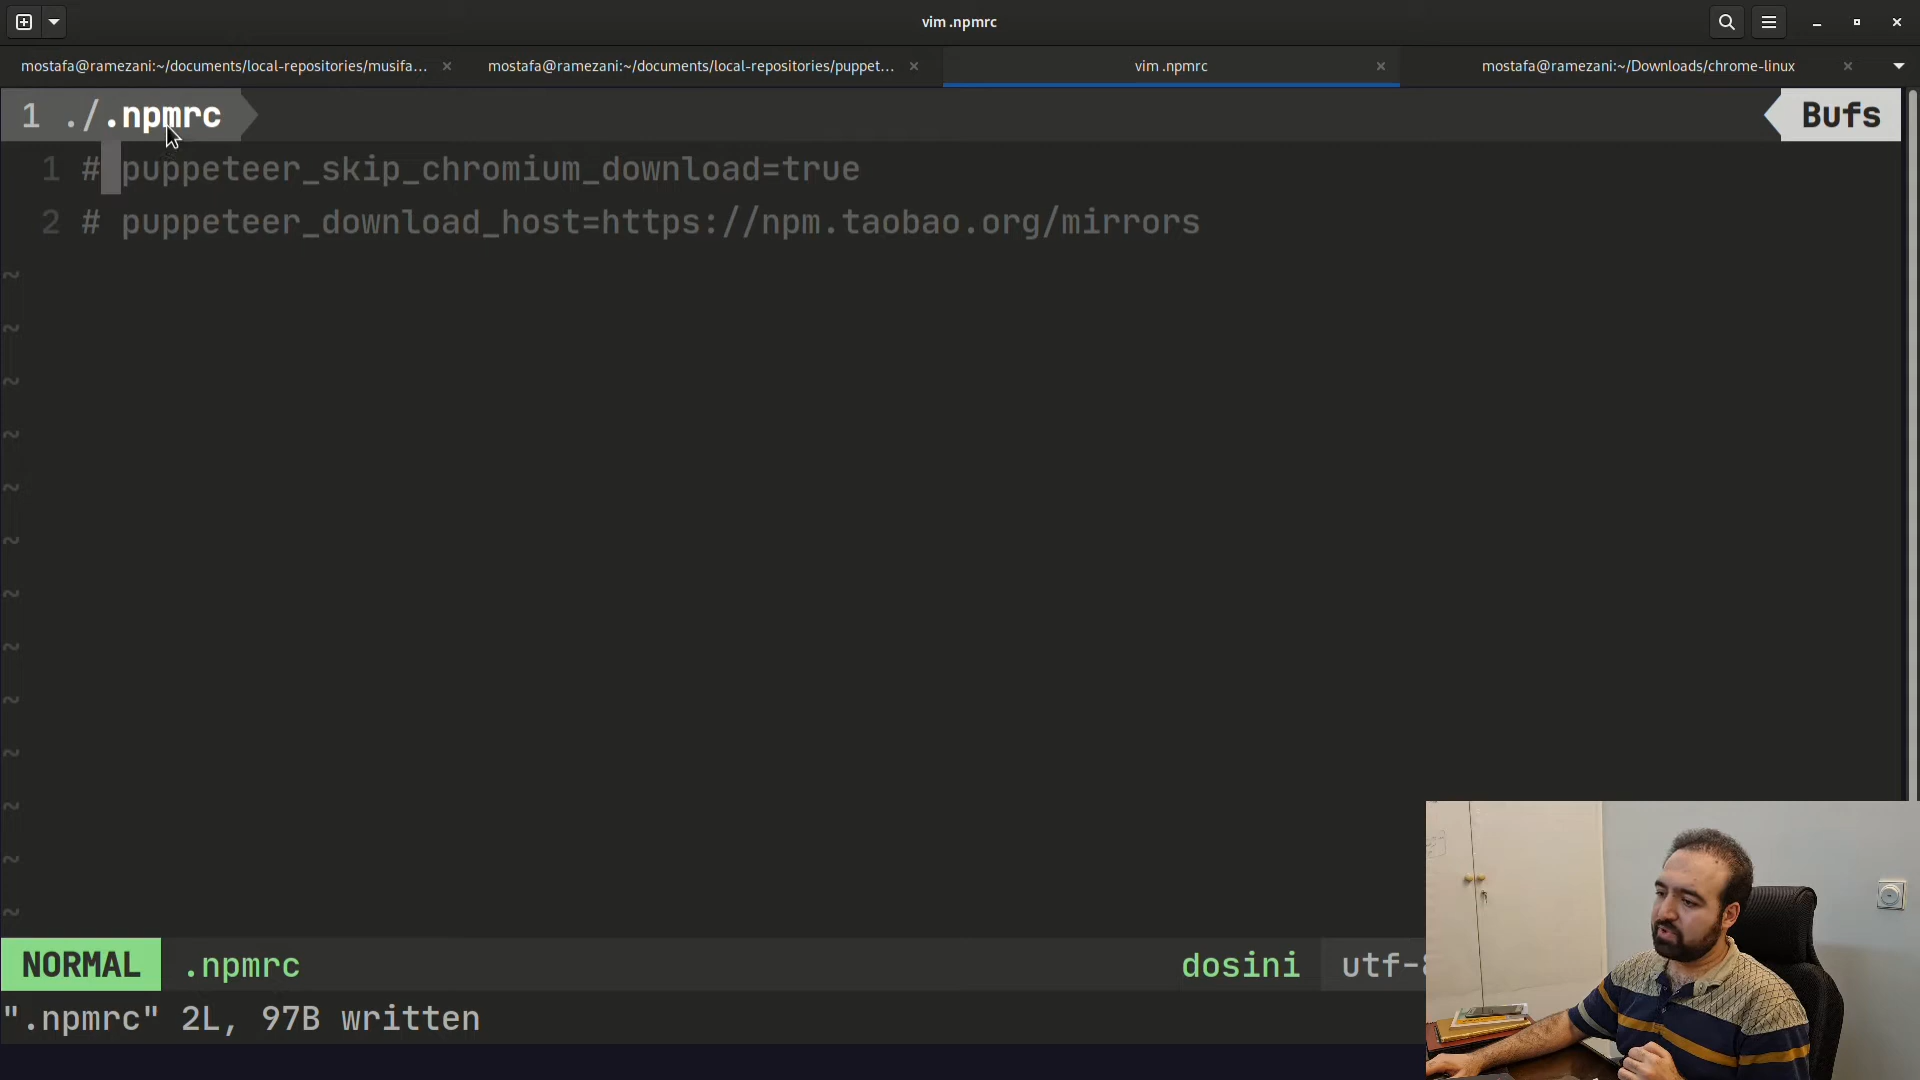 vim .npmrc
mostafa@ramezani:~/documents/local-repositories/musifa...
mostafa@ramezani:~/documents/local-repositories/puppet...
vim .npmrc
mostafa@ramezani:~/Downloads/chrome-linux
1 ./.npmrc
Bufs
1 # puppeteer_skip_chromium_download=true
2 # puppeteer_download_host=https://npm.taobao.org/mirrors
~
~
~
~
~
~
~
~
~
~
~
~
~
NORMAL .npmrc
dosini
utf-
".npmrc" 2L, 97B written